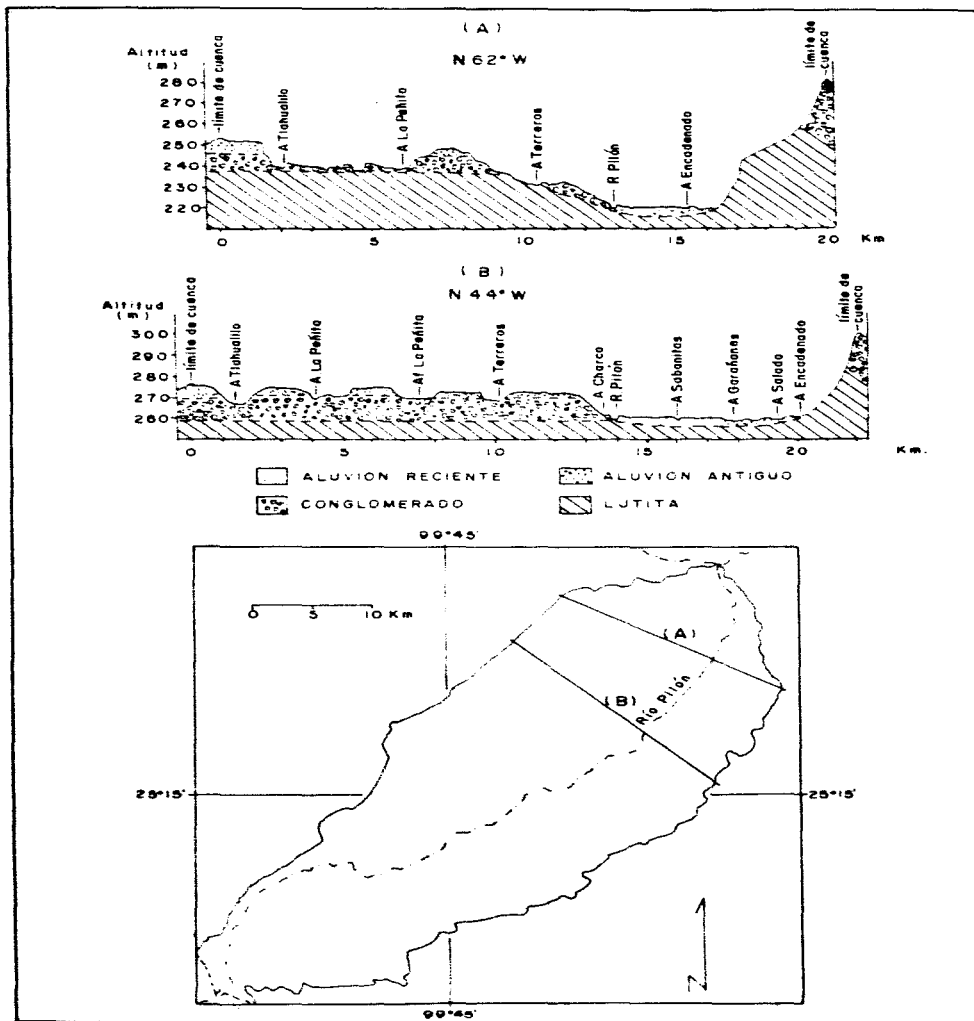 (A)
N 62° W
Altitud
(m)
280
270
260
250
240
230
220
límite de cuenca
A Tlahualilo
A La Peñita
A Terreros
R Pilón
A Encadenado
límite de
cuenca
0 5 10 15 20 Km
(B)
N 44° W
Altitud
(m)
300
290
280
270
260
límite de cuenca
A Tlahualilo
A La Peñita
A Terreros
A Charco
R Pilón
A Sabanitas
A Garañones
A Salado
A Encadenado
límite de
cuenca
0 5 10 15 20 Km.
ALUVION RECIENTE
ALUVION ANTIGUO
CONGLOMERADO
LUTITA
99°45'
0 5 10 Km
(A)
(B)
Río Pilón
25°15'
25°15'
N
99°45'